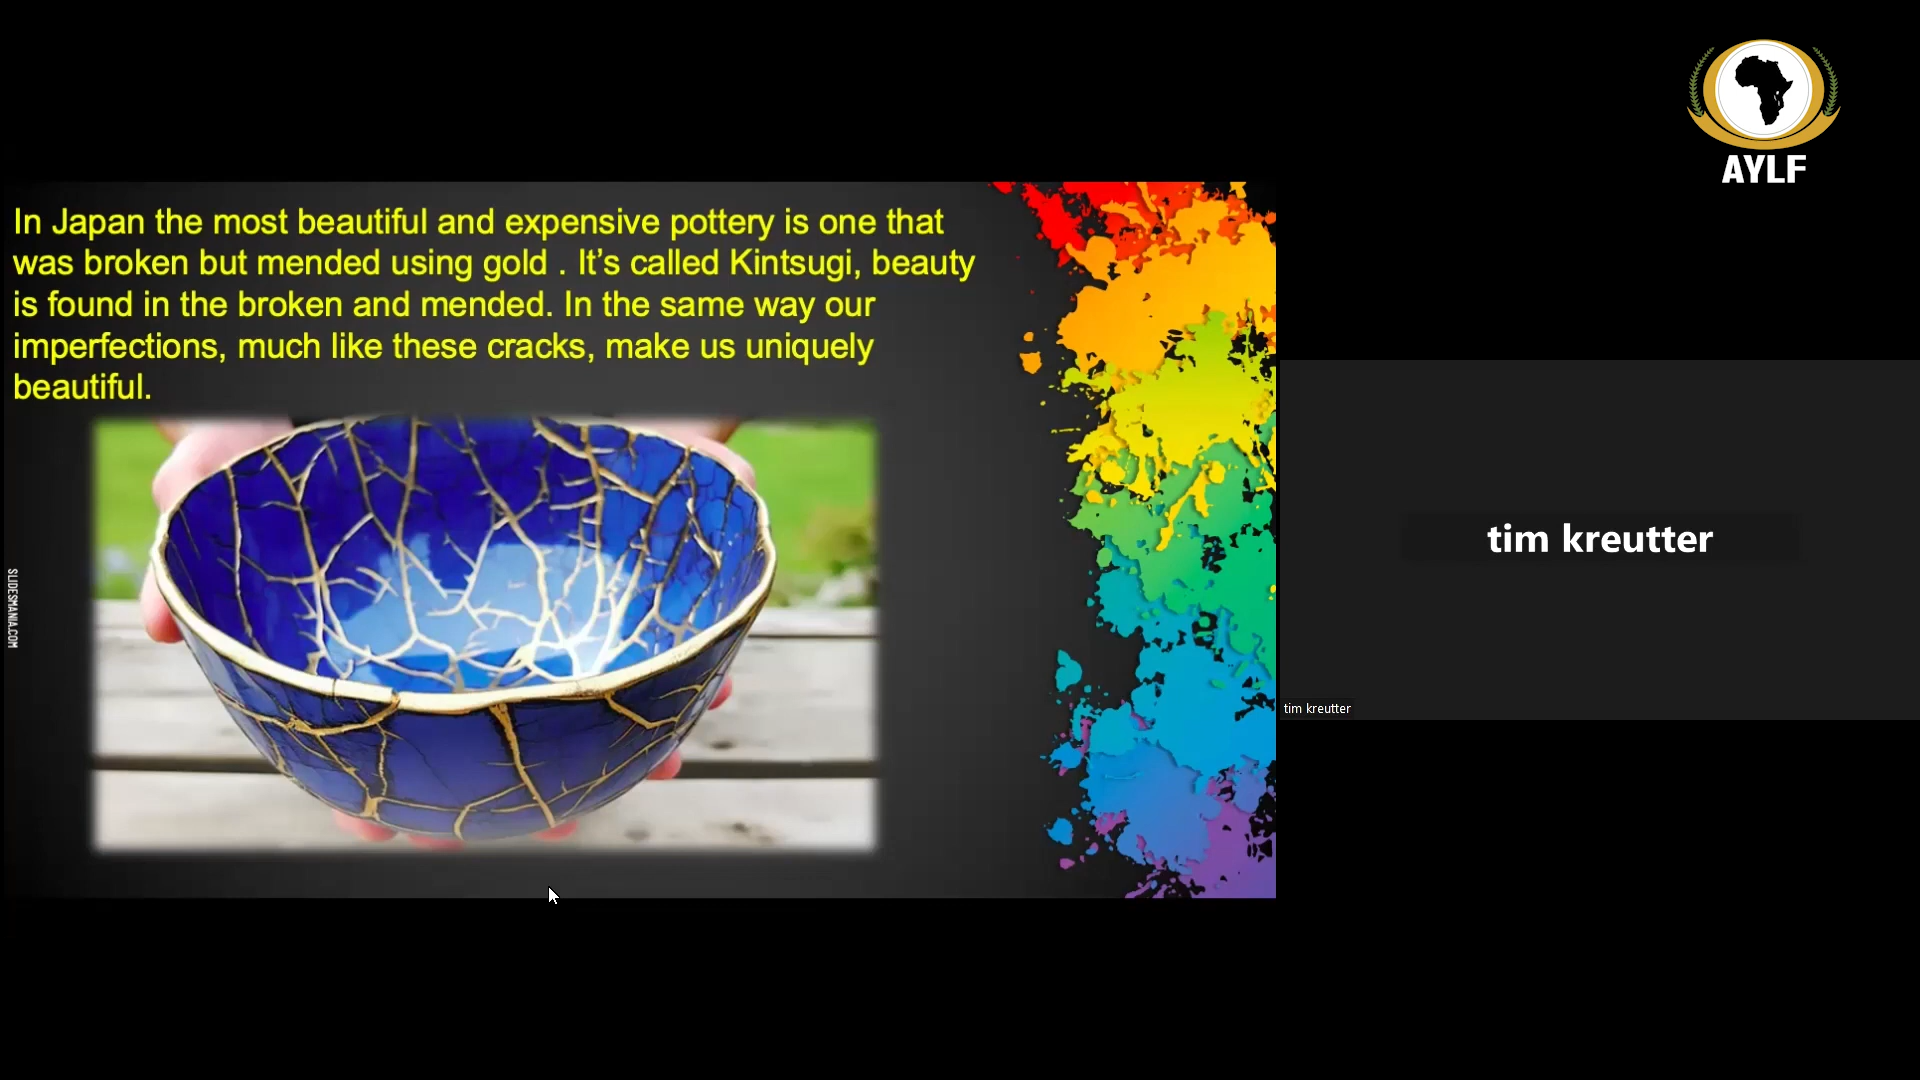 AYLF
In Japan the most beautiful and expensive pottery is one that
was broken but mended using gold . It’s called Kintsugi, beauty
is found in the broken and mended. In the same way our
imperfections, much like these cracks, make us uniquely
beautiful.
SLIDESMANIA.COM
tim kreutter
tim kreutter